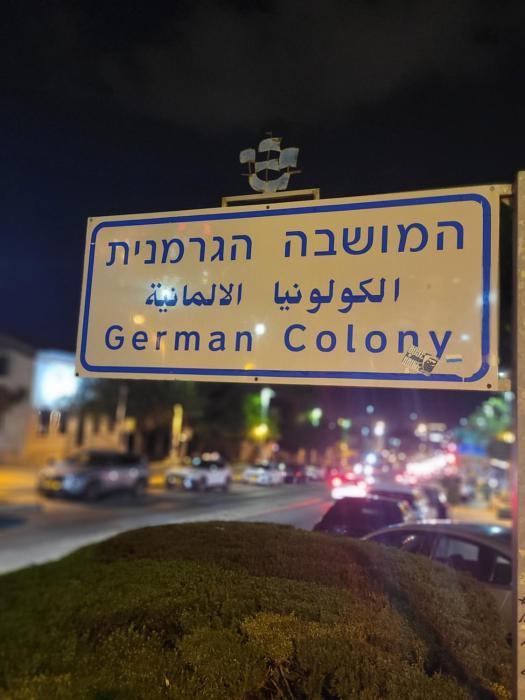 המושבה הגרמנית
الكولونيا الالمانية
German Colony